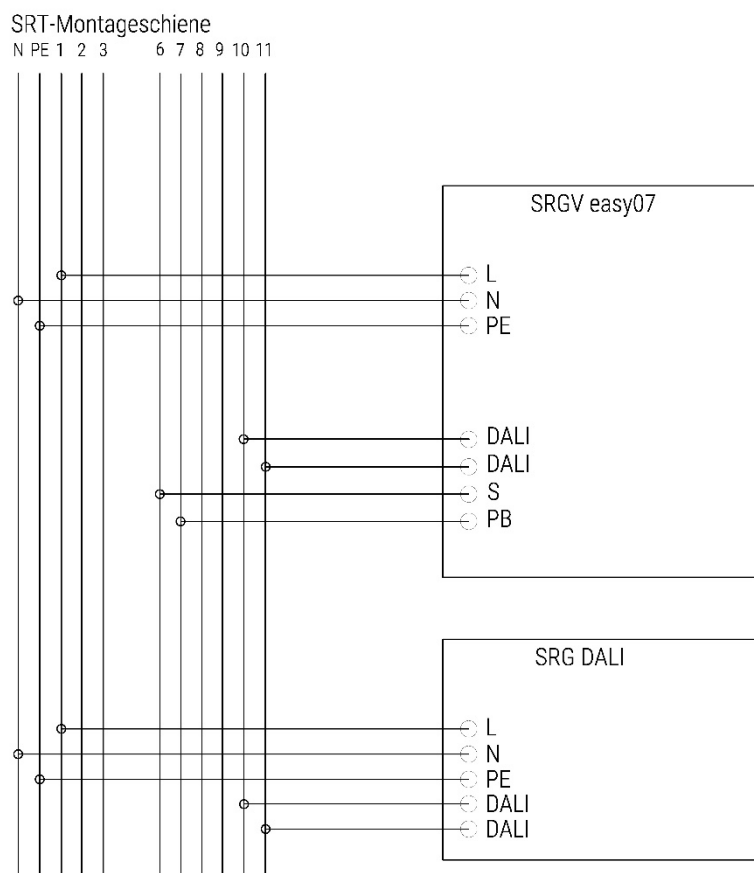 SRT-Montageschiene
N PE 1 2 3 6 7 8 9 10 11
SRGV easy07
L
N
PE
DALI
DALI
S
PB
SRG DALI
L
N
PE
DALI
DALI